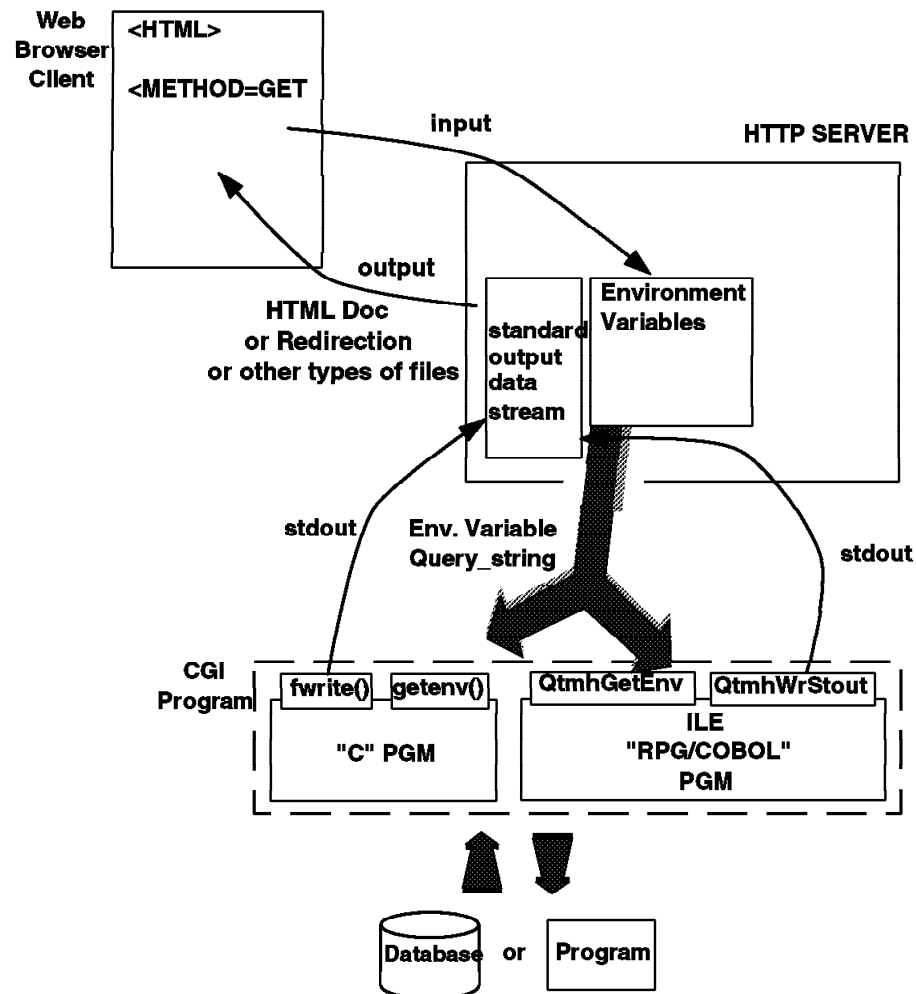 Web
Browser
Client
<HTML>
<METHOD=GET
input
HTTP SERVER
output
HTML Doc
or Redirection
or other types of files
standard
output
data
stream
Environment
Variables
stdout
Env. Variable
Query_string
stdout
CGI
Program
fwrite()
getenv()
QtmhGetEnv
QtmhWrStout
"C" PGM
ILE
"RPG/COBOL"
PGM
Database
or
Program